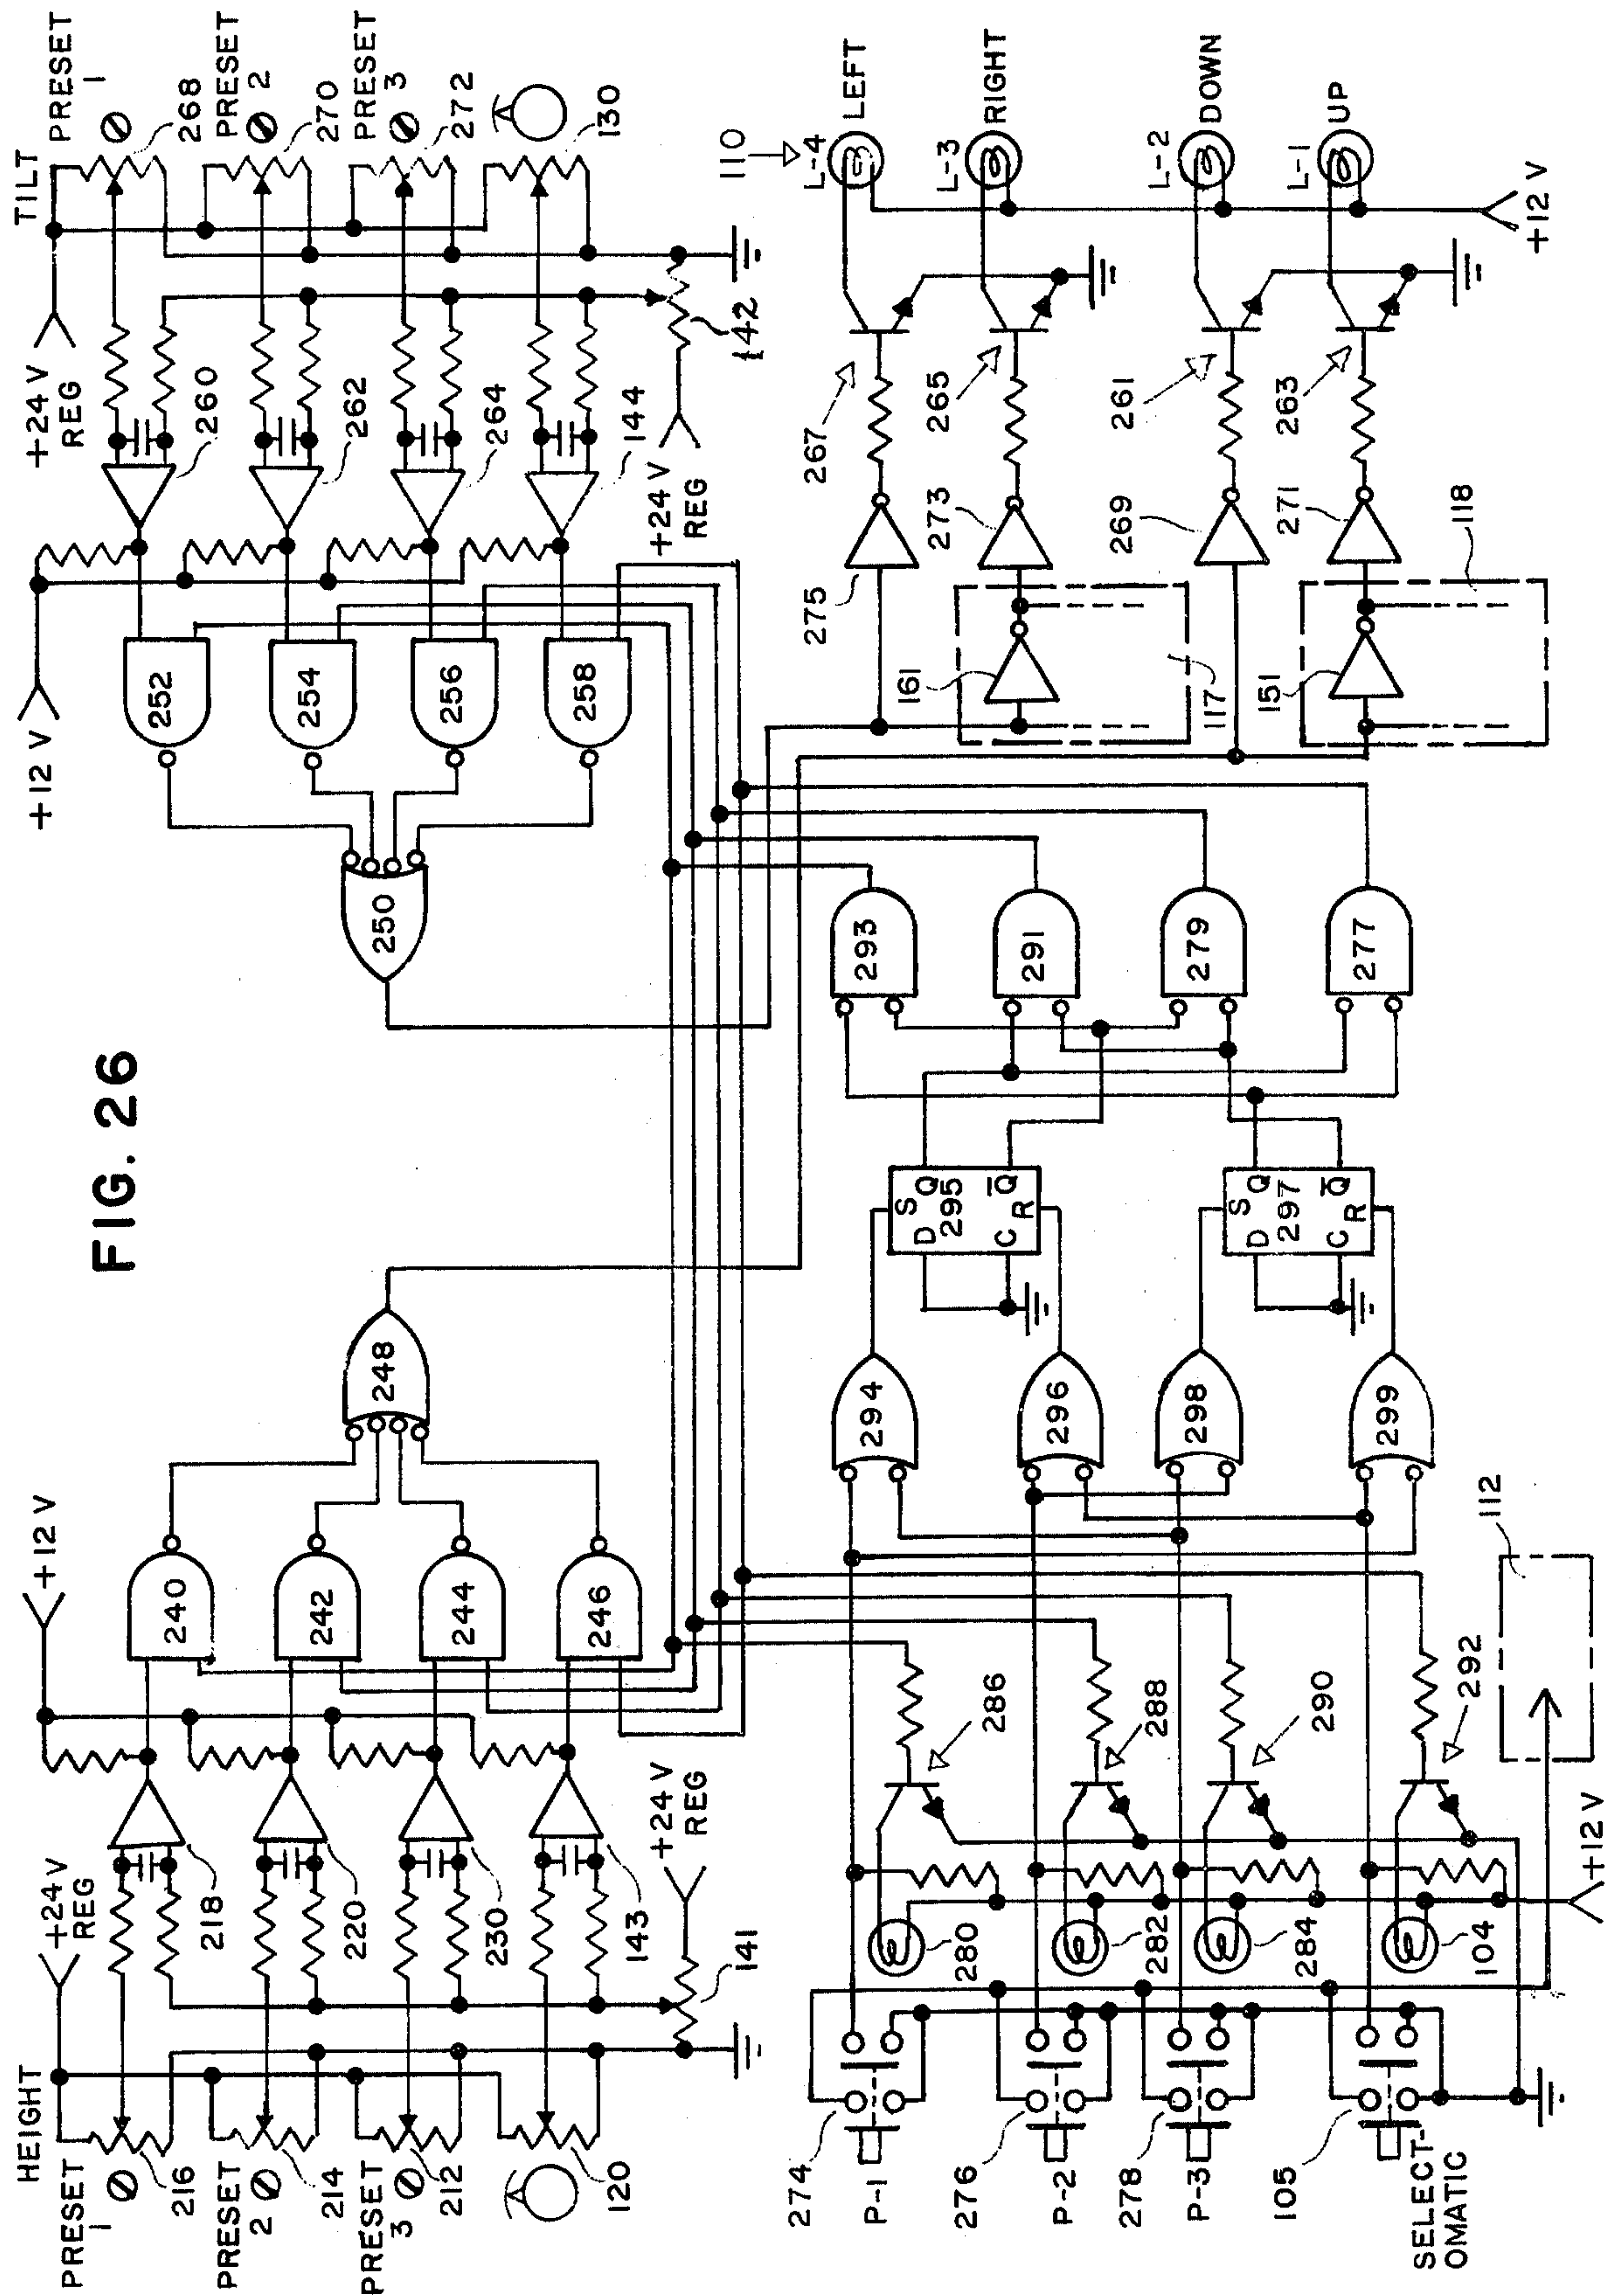 FIG. 26
HEIGHT
+24 V
REG
+12 V
PRESET
1
216
218
240
PRESET
2
214
220
242
248
PRESET
3
212
230
244
120
143
246
141
+24 V
REG
+12 V
+24 V
REG
TILT
PRESET
1
268
260
252
PRESET
2
270
262
254
250
PRESET
3
272
264
256
130
144
258
142
+24 V
REG
274
P-1
280
286
294
S
D
Q
295
C
Q
R
293
275
267
110
L-4
LEFT
276
P-2
282
288
296
291
161
117
273
265
L-3
RIGHT
278
P-3
284
290
298
S
D
Q
297
C
Q
R
279
269
261
L-2
DOWN
105
SELECT-
OMATIC
104
292
299
277
151
118
271
263
L-1
UP
112
+12 V
+12 V